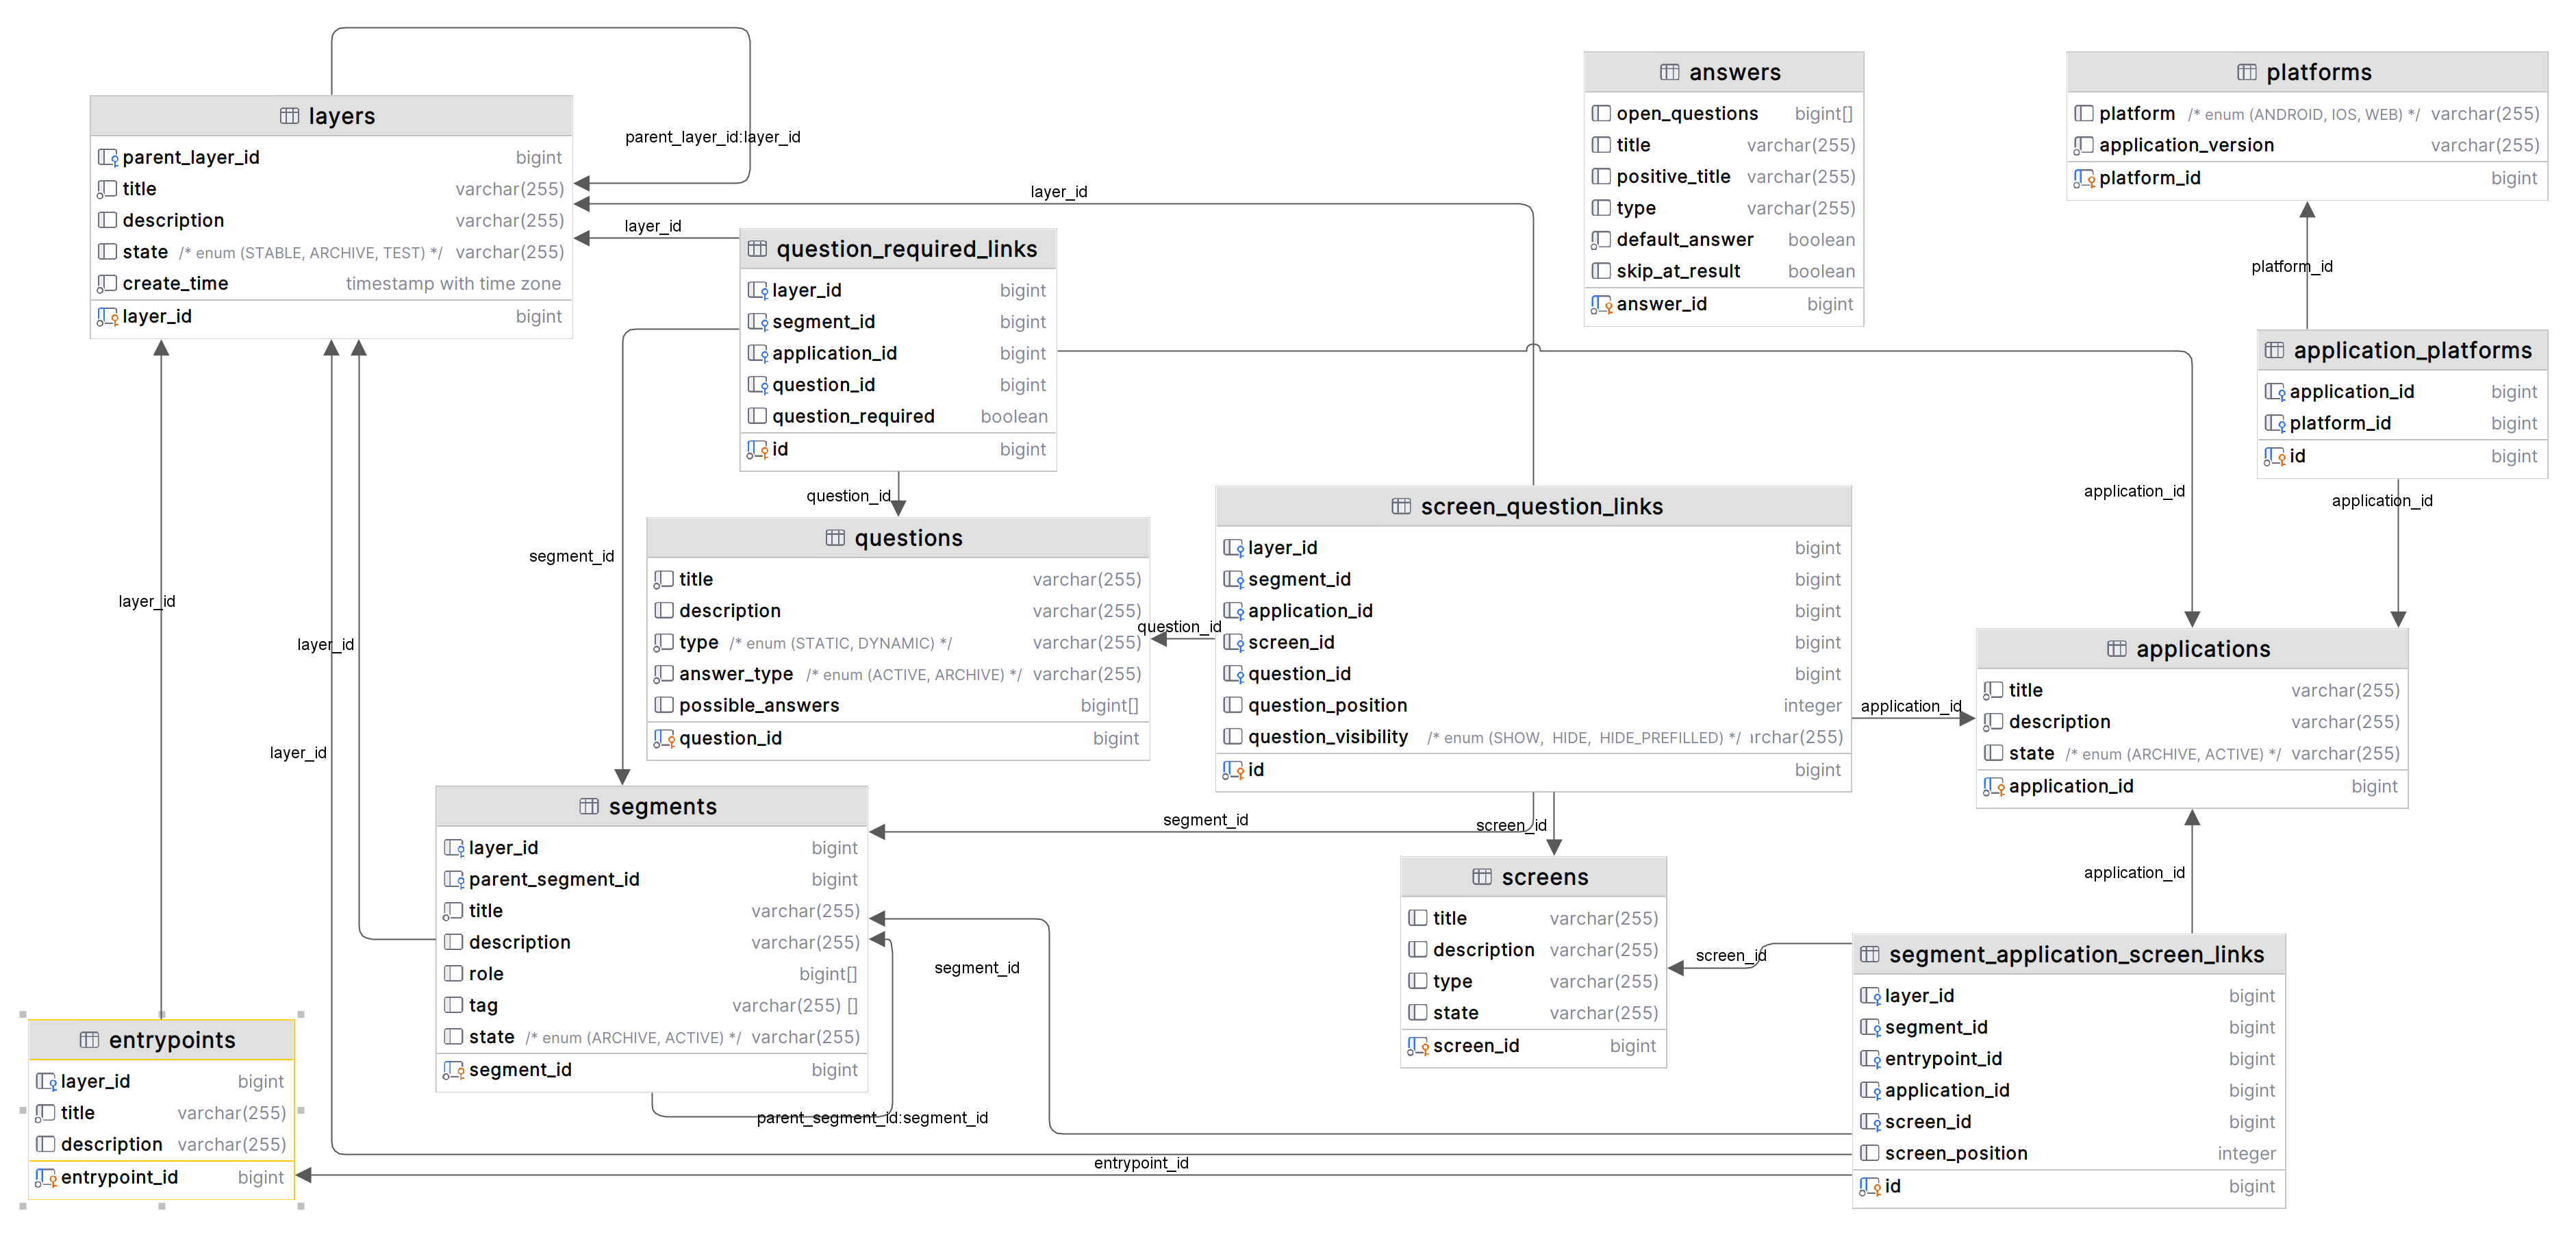 layers
parent_layer_id bigint
title varchar(255)
description varchar(255)
state /* enum (STABLE, ARCHIVE, TEST) */ varchar(255)
create_time timestamp with time zone
layer_id bigint
parent_layer_id:layer_id
layer_id
layer_id
question_required_links
layer_id bigint
segment_id bigint
application_id bigint
question_id bigint
question_required boolean
id bigint
answers
open_questions bigint[]
title varchar(255)
positive_title varchar(255)
type varchar(255)
default_answer boolean
skip_at_result boolean
answer_id bigint
platforms
platform /* enum (ANDROID, IOS, WEB) */ varchar(255)
application_version varchar(255)
platform_id bigint
platform_id
application_platforms
application_id bigint
platform_id bigint
id bigint
application_id
application_id
question_id
segment_id
questions
title varchar(255)
description varchar(255)
type /* enum (STATIC, DYNAMIC) */ varchar(255)
answer_type /* enum (ACTIVE, ARCHIVE) */ varchar(255)
possible_answers bigint[]
question_id bigint
question_id
screen_question_links
layer_id bigint
segment_id bigint
application_id bigint
screen_id bigint
question_id bigint
question_position integer
question_visibility /* enum (SHOW, HIDE, HIDE_PREFILLED) */ archar(255)
id bigint
application_id
applications
title varchar(255)
description varchar(255)
state /* enum (ARCHIVE, ACTIVE) */ varchar(255)
application_id bigint
layer_id
layer_id
layer_id
segments
layer_id bigint
parent_segment_id bigint
title varchar(255)
description varchar(255)
role bigint[]
tag varchar(255) []
state /* enum (ARCHIVE, ACTIVE) */ varchar(255)
segment_id bigint
parent_segment_id:segment_id
segment_id
screen_id
segment_id
screens
title varchar(255)
description varchar(255)
type varchar(255)
state varchar(255)
screen_id bigint
screen_id
application_id
segment_application_screen_links
layer_id bigint
segment_id bigint
entrypoint_id bigint
application_id bigint
screen_id bigint
screen_position integer
id bigint
entrypoints
layer_id bigint
title varchar(255)
description varchar(255)
entrypoint_id bigint
entrypoint_id